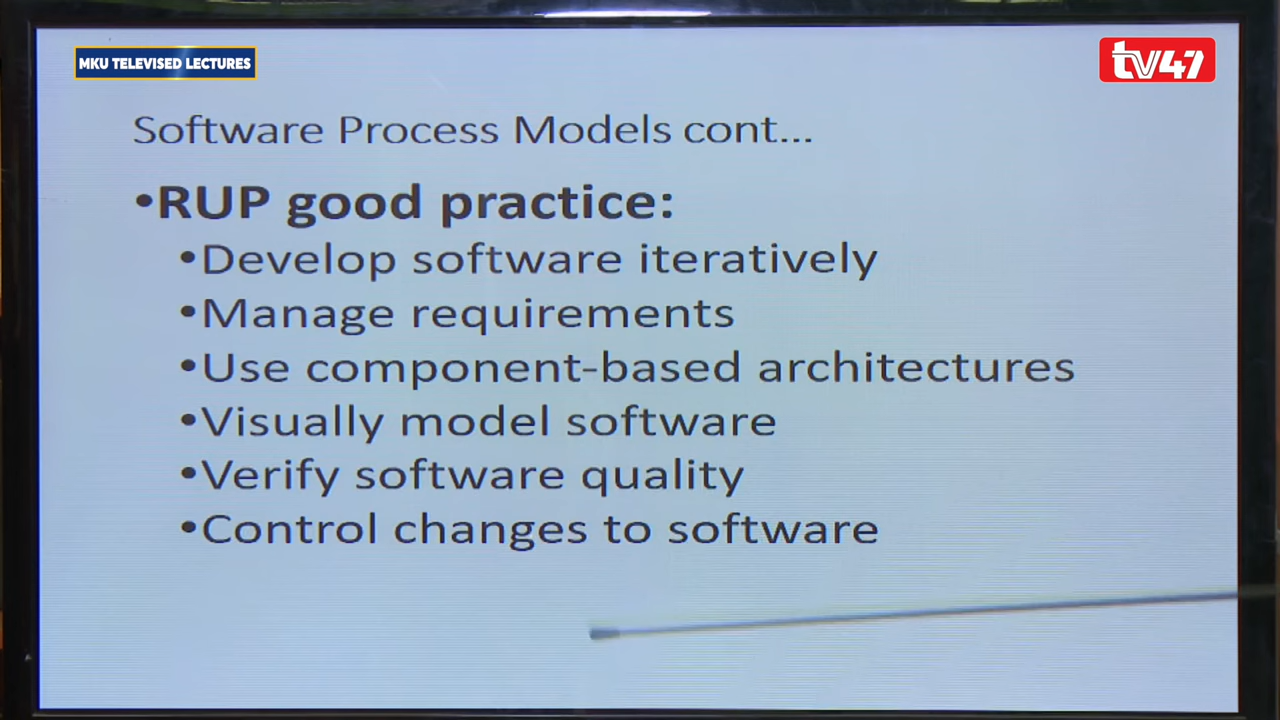 MKU TELEVISED LECTURES
tv47
Software Process Models cont...
•RUP good practice:
•Develop software iteratively
•Manage requirements
•Use component-based architectures
•Visually model software
•Verify software quality
•Control changes to software